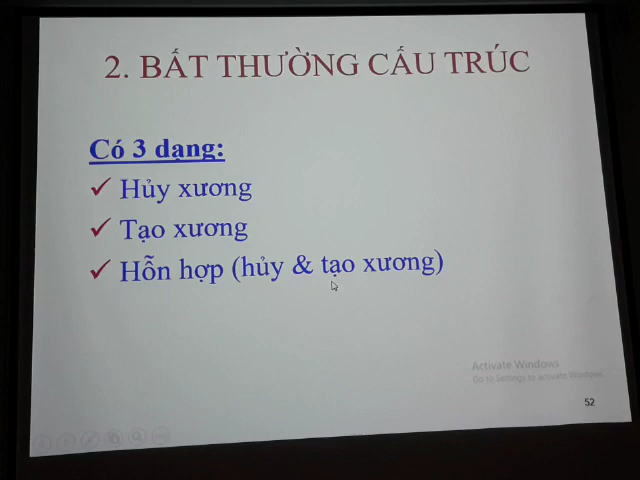 2. BẤT THƯỜNG CẤU TRÚC
Có 3 dạng:
✓ Hủy xương
✓ Tạo xương
✓ Hỗn hợp (hủy & tạo xương)
Activate Windows
Go to Settings to activate Windows.
52